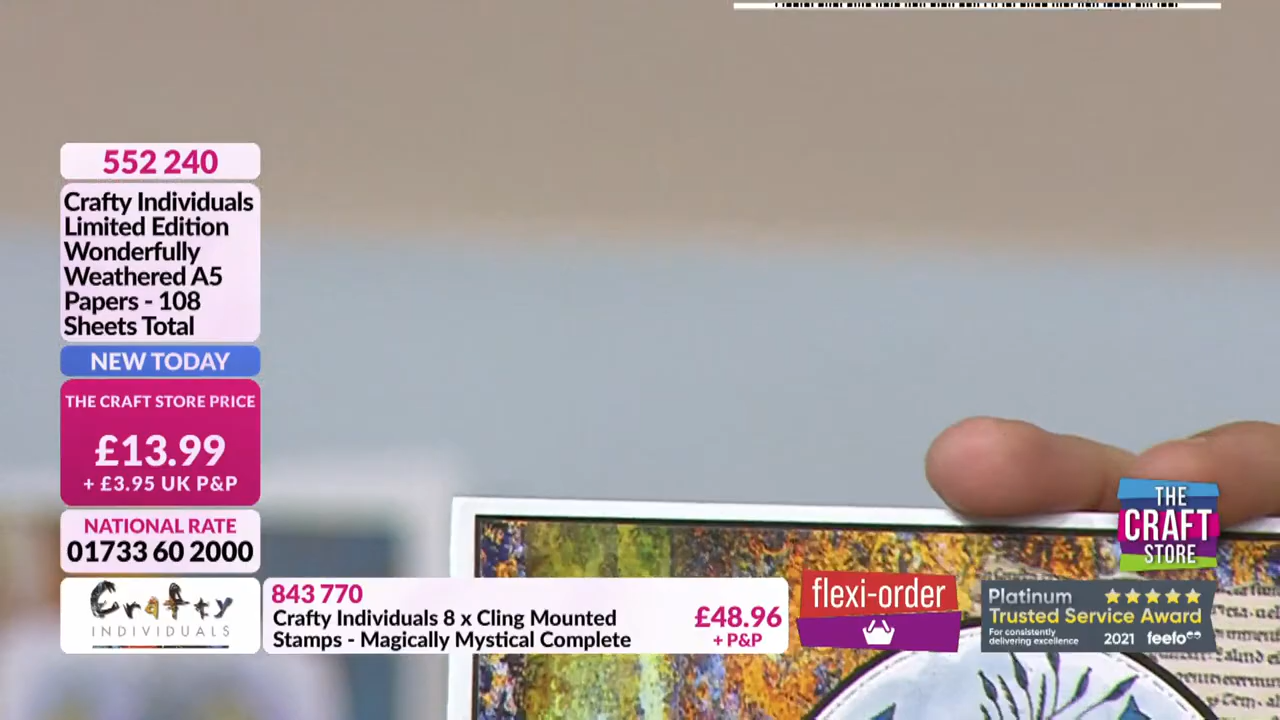 552 240
Crafty Individuals
Limited Edition
Wonderfully
Weathered A5
Papers - 108
Sheets Total
NEW TODAY
THE CRAFT STORE PRICE
£13.99
+ £3.95 UK P&P
NATIONAL RATE
01733 60 2000
Crafty
INDIVIDUALS
843 770
Crafty Individuals 8 x Cling Mounted
Stamps - Magically Mystical Complete
£48.96
+ P&P
flexi-order
THE
CRAFT
STORE
Platinum
Trusted Service Award
For consistently
delivering excellence
2021 feefo